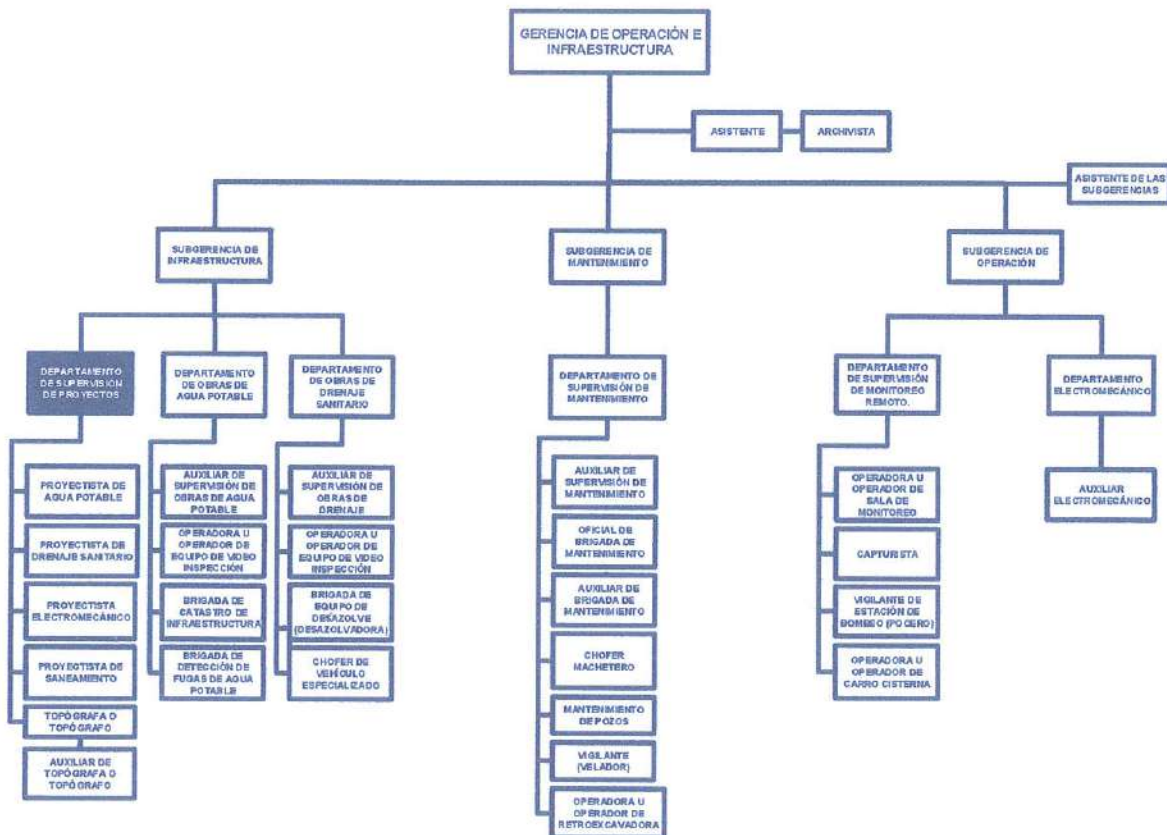 GERENCIA DE OPERACIÓN E
INFRAESTRUCTURA
ASISTENTE
ARCHIVISTA
ASISTENTE DE LAS
SUBGERENCIAS
SUBGERENCIA DE
INFRAESTRUCTURA
SUBGERENCIA
DE MANTENIMIENTO
SUBGERENCIA DE
OPERACIÓN
DEPARTAMENTO
DE SUPERVISIÓN
DE PROYECTOS
DEPARTAMENTO
DE OBRAS DE
AGUA POTABLE
DEPARTAMENTO
DE OBRAS DE
DRENAJE
SANITARIO
DEPARTAMENTO DE
SUPERVISIÓN DE
MANTENIMIENTO
DEPARTAMENTO
DE SUPERVISIÓN
DE MONITOREO
REMOTO.
DEPARTAMENTO
ELECTROMECÁNICO
PROYECTISTA DE
AGUA POTABLE
PROYECTISTA DE
DRENAJE SANITARIO
PROYECTISTA
ELECTROMECÁNICO
PROYECTISTA DE
SANEAMIENTO
TOPÓGRAFA O
TOPÓGRAFO
AUXILIAR DE
TOPÓGRAFA O
TOPÓGRAFO
AUXILIAR DE
SUPERVISIÓN DE
OBRAS DE AGUA
POTABLE
OPERADORA U
OPERADOR DE
EQUIPO DE VIDEO
INSPECCIÓN
BRIGADA DE
CATASTRO DE
INFRAESTRUCTURA
BRIGADA DE
DETECCIÓN DE
FUGAS DE AGUA
POTABLE
AUXILIAR DE
SUPERVISIÓN DE
OBRAS DE
DRENAJE
OPERADORA U
OPERADOR DE
EQUIPO DE VIDEO
INSPECCIÓN
BRIGADA DE
EQUIPO DE
DESAZOLVE
(DESAZOLVADORA)
CHOFER DE
VEHÍCULO
ESPECIALIZADO
AUXILIAR DE
SUPERVISIÓN DE
MANTENIMIENTO
OFICIAL DE
BRIGADA DE
MANTENIMIENTO
AUXILIAR DE
BRIGADA DE
MANTENIMIENTO
CHOFER
MACHETERO
MANTENIMIENTO
DE POZOS
VIGILANTE
(VELADOR)
OPERADORA U
OPERADOR DE
RETROEXCAVADORA
OPERADORA U
OPERADOR DE
SALA DE
MONITOREO
CAPTURISTA
VIGILANTE DE
ESTACIÓN DE
BOMBEO (POCERO)
OPERADORA U
OPERADOR DE
CARRO CISTERNA
AUXILIAR
ELECTROMECÁNICO